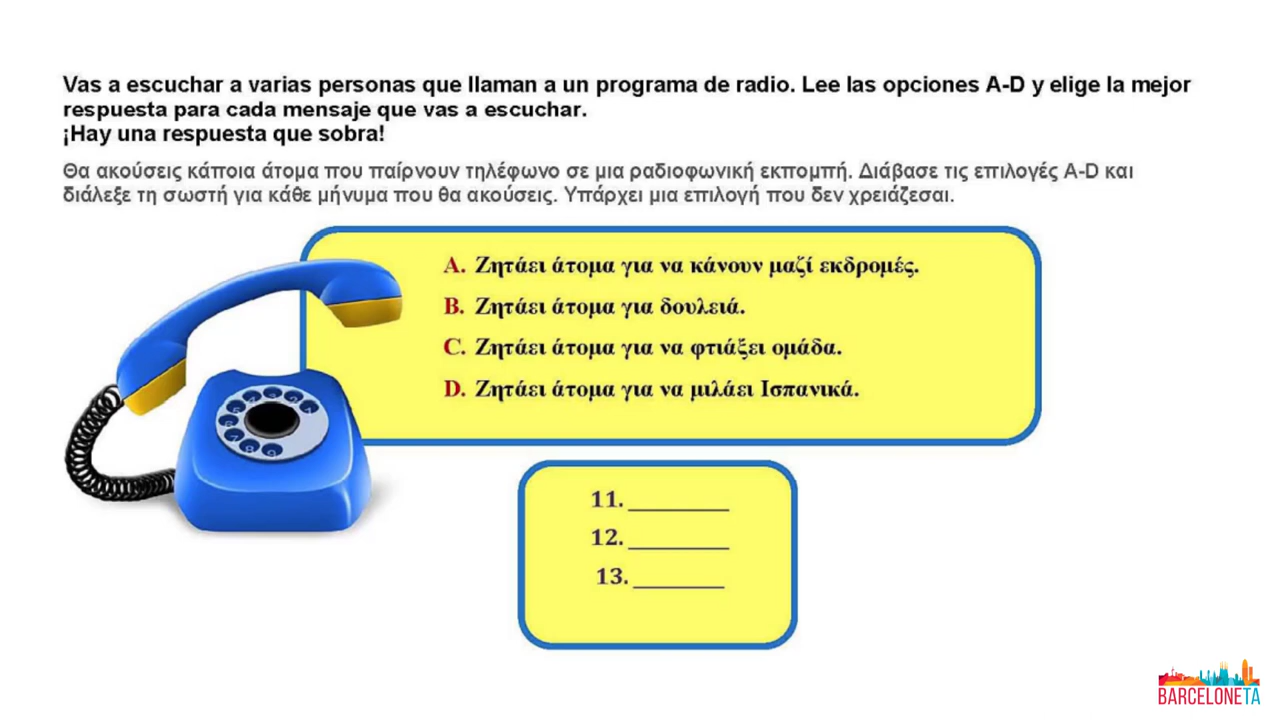 Vas a escuchar a varias personas que llaman a un programa de radio. Lee las opciones A-D y elige la mejor
respuesta para cada mensaje que vas a escuchar.
¡Hay una respuesta que sobra!
Θα ακούσεις κάποια άτομα που παίρνουν τηλέφωνο σε μια ραδιοφωνική εκπομπή. Διάβασε τις επιλογές A-D και
διάλεξε τη σωστή για κάθε μήνυμα που θα ακούσεις. Υπάρχει μια επιλογή που δεν χρειάζεσαι.
A. Ζητάει άτομα για να κάνουν μαζί εκδρομές.
B. Ζητάει άτομα για δουλειά.
C. Ζητάει άτομα για να φτιάξει ομάδα.
D. Ζητάει άτομα για να μιλάει Ισπανικά.
11. __________
12. __________
13. _________
BARCELONETA